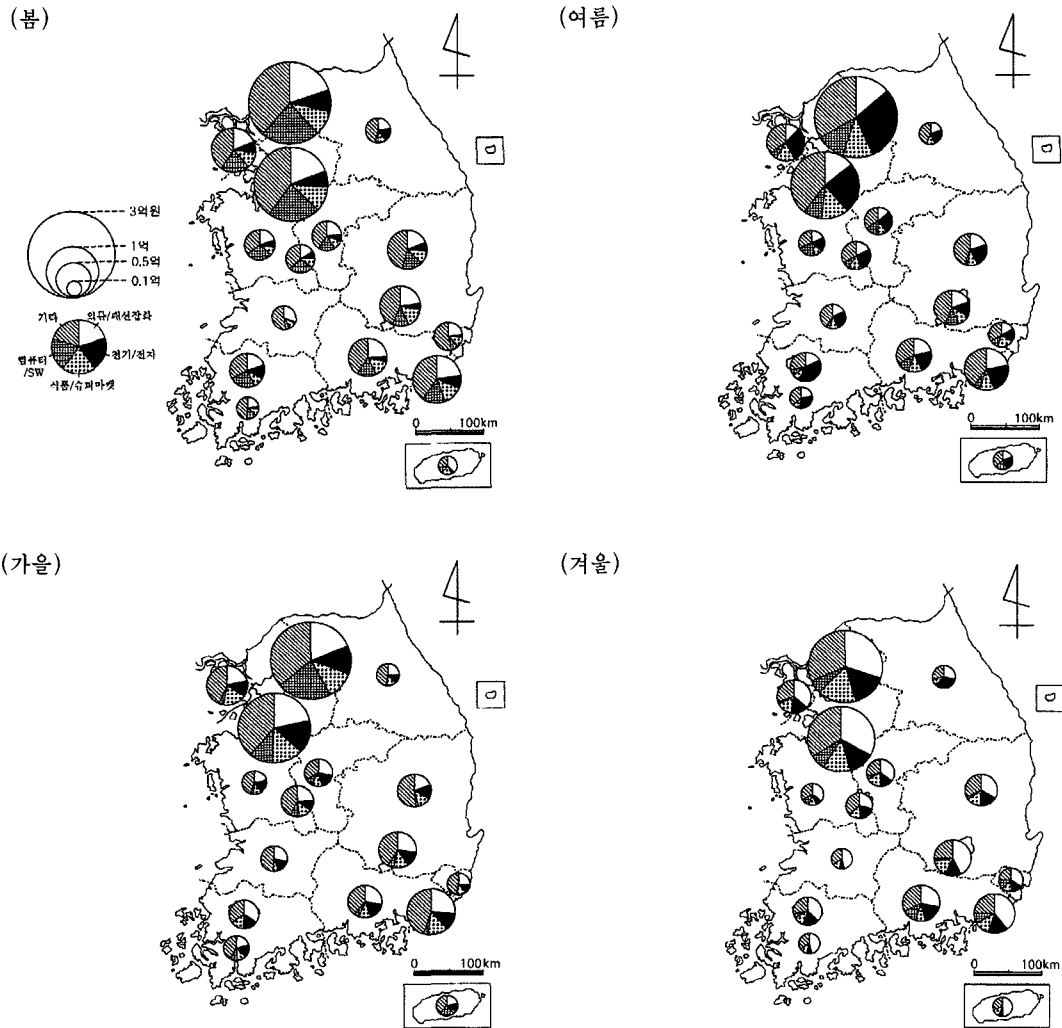 (봄)
(여름)
3억원
1억
0.5억
0.1억
기타
의류/패션잡화
컴퓨터
/SW
전기/전자
식품/슈퍼마켓
0 100km
0 100km
(가을)
(겨울)
0 100km
0 100km